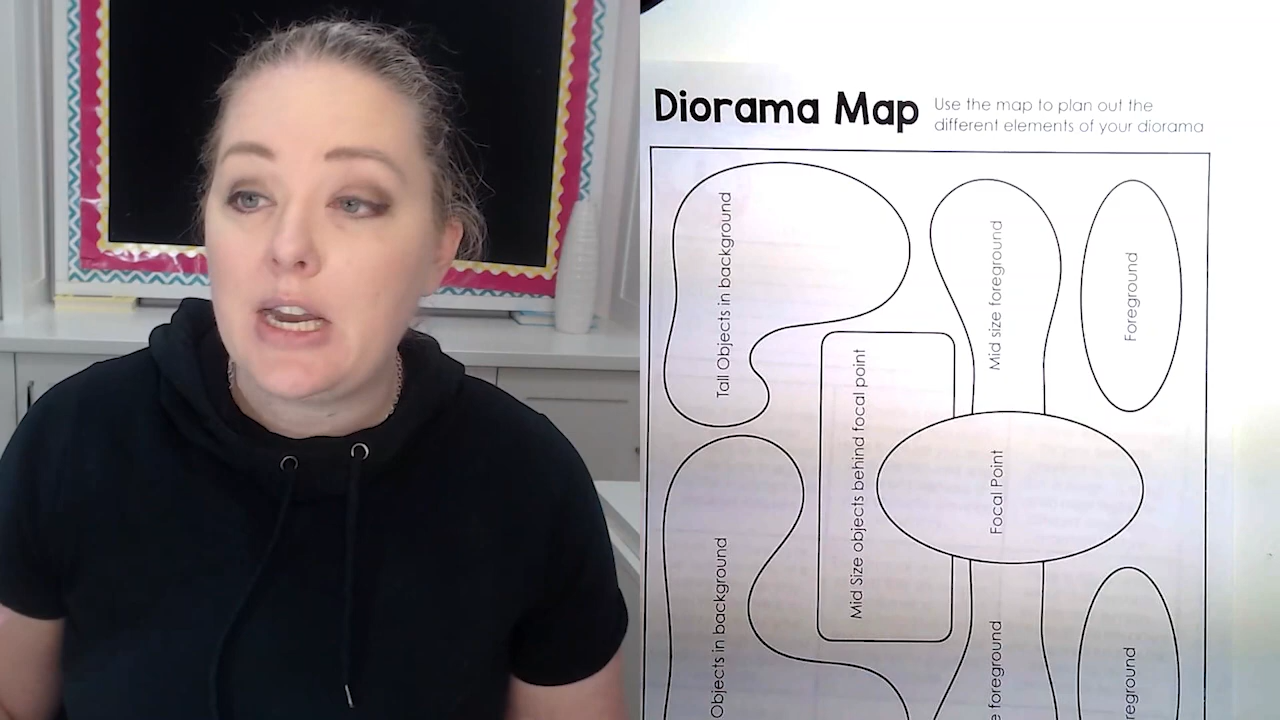 Diorama Map
Use the map to plan out the
different elements of your diorama
Tall Objects in background
Mid size foreground
Foreground
Mid Size objects behind focal point
Focal Point
Objects in background
foreground